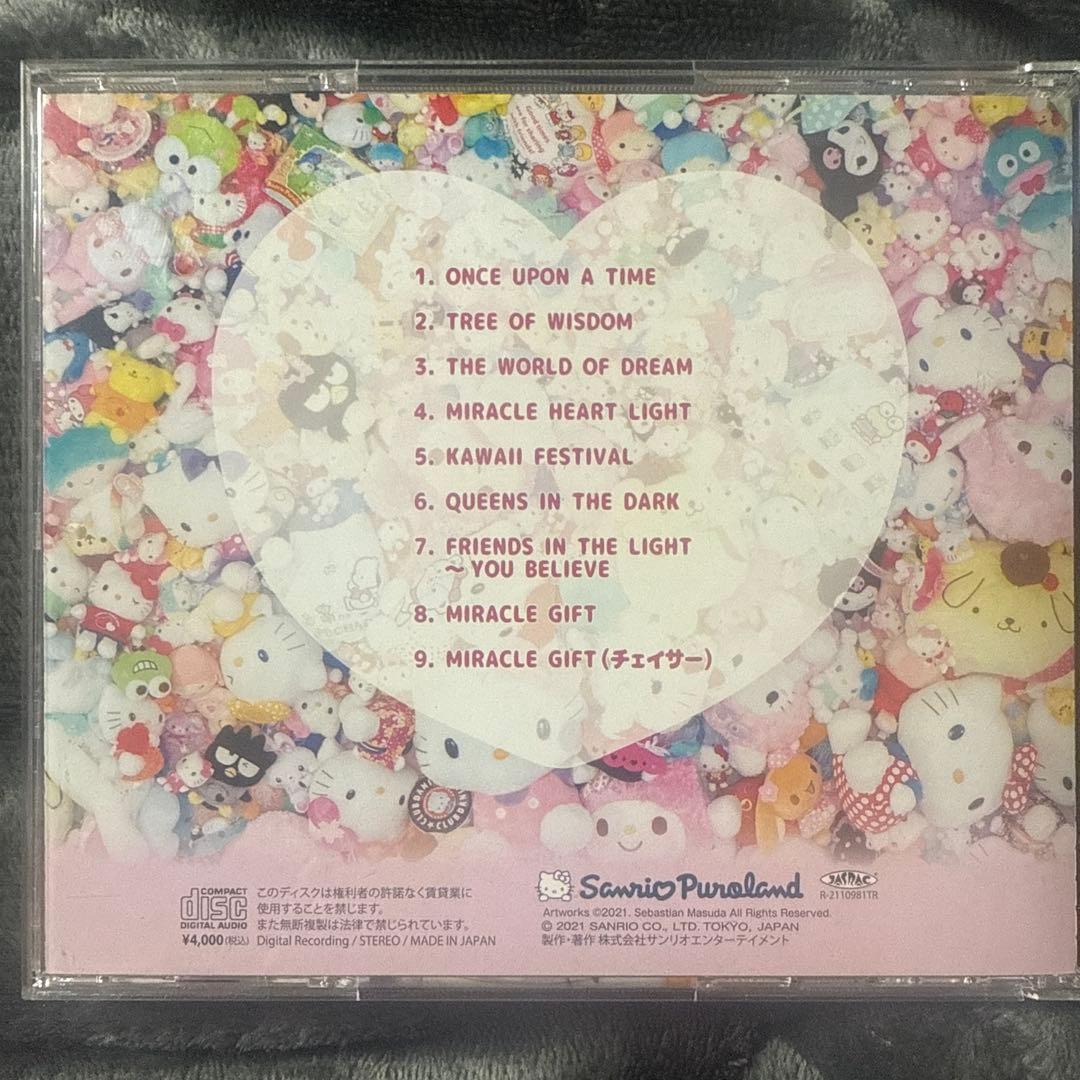 1. ONCE UPON A TIME
2. TREE OF WISDOM
3. THE WORLD OF DREAM
4. MIRACLE HEART LIGHT
5. KAWAII FESTIVAL
6. QUEENS IN THE DARK
7. FRIENDS IN THE LIGHT
～YOU BELIEVE
8. MIRACLE GIFT
9. MIRACLE GIFT(チェイサー)
COMPACT
disc
DIGITAL AUDIO
¥4,000(税込)
このディスクは権利者の許諾なく賃貸業に
使用することを禁じます。
また無断複製は法律で禁じられています。
Digital Recording / STEREO / MADE IN JAPAN
Sanrio Puroland
JASRAC
R-2110981TR
Artworks ©2021. Sebastian Masuda All Rights Reserved.
© 2021 SANRIO CO., LTD. TOKYO, JAPAN
製作・著作 株式会社サンリオエンターテイメント